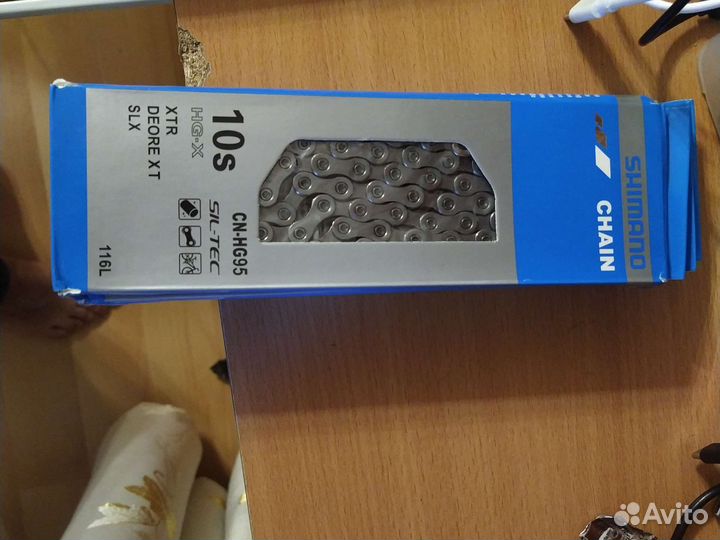 SHIMANO
CHAIN
10s
HG-X
XTR
DEORE XT
SLX
CN-HG95
SIL-TEC
116L
Avito